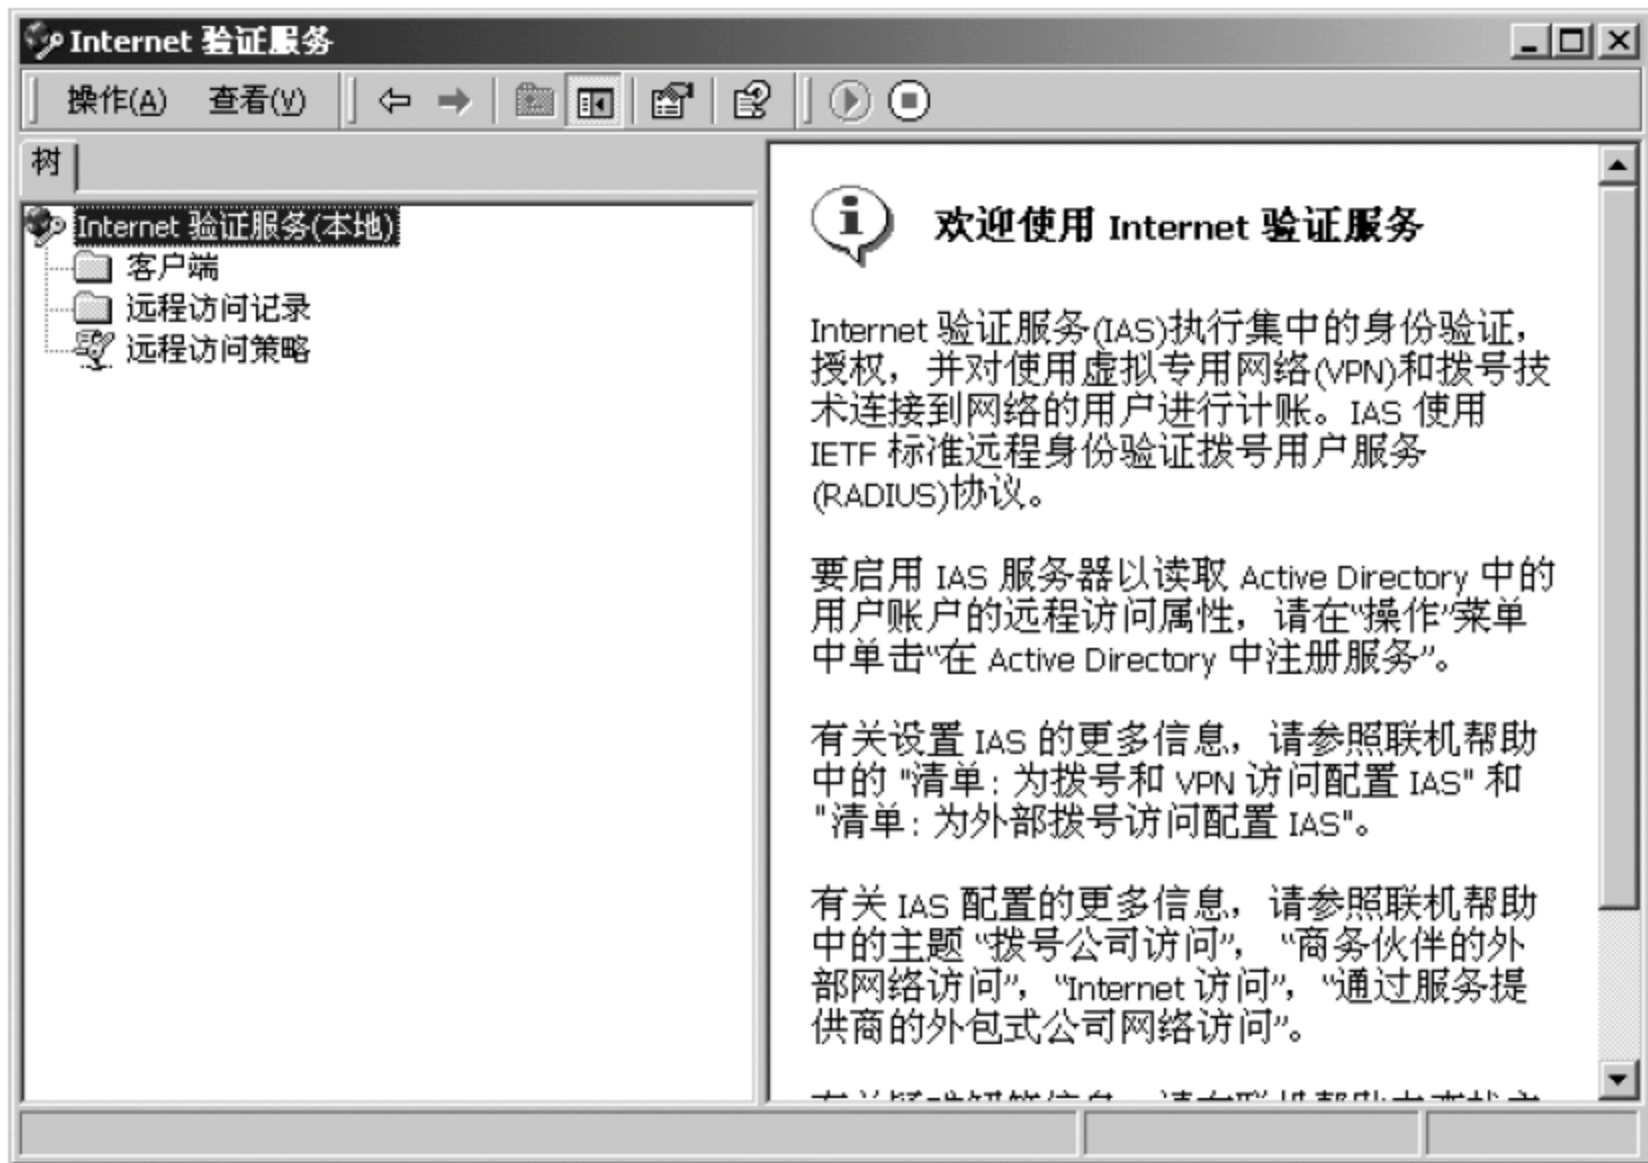 Internet 验证服务
操作(A) 查看(V)
树
Internet 验证服务(本地)
客户端
远程访问记录
远程访问策略
欢迎使用 Internet 验证服务
Internet 验证服务(IAS)执行集中的身份验证，
授权，并对使用虚拟专用网络(VPN)和拨号技
术连接到网络的用户进行计账。IAS 使用
IETF 标准远程身份验证拨号用户服务
(RADIUS)协议。
要启用 IAS 服务器以读取 Active Directory 中的
用户账户的远程访问属性，请在“操作”菜单
中单击“在 Active Directory 中注册服务”。
有关设置 IAS 的更多信息，请参照联机帮助
中的 "清单: 为拨号和 VPN 访问配置 IAS" 和
"清单: 为外部拨号访问配置 IAS"。
有关 IAS 配置的更多信息，请参照联机帮助
中的主题 “拨号公司访问”，“商务伙伴的外
部网络访问”，“Internet 访问”，“通过服务提
供商的外包式公司网络访问”。